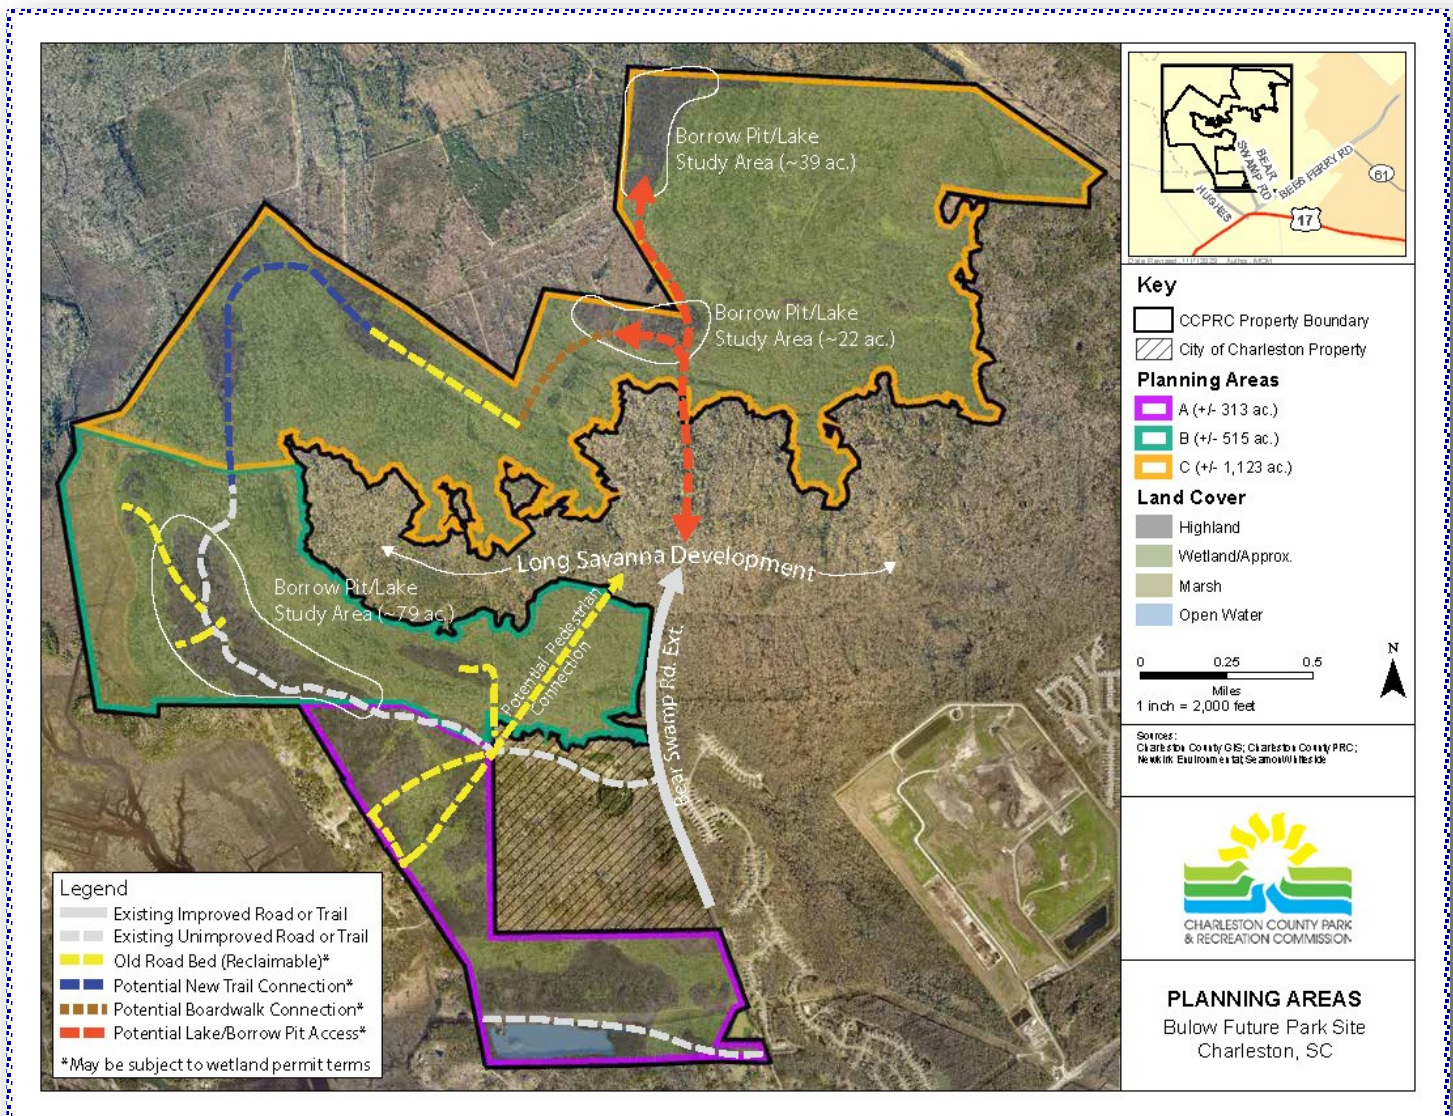 Borrow Pit/Lake
Study Area (~39 ac.)
Borrow Pit/Lake
Study Area (~22 ac.)
Long Savanna Development
Borrow Pit/Lake
Study Area (~79 ac.)
Potential Pedestrian
Connection
Bear Swamp Rd. Ext.
Legend
Existing Improved Road or Trail
Existing Unimproved Road or Trail
Old Road Bed (Reclaimable)*
Potential New Trail Connection*
Potential Boardwalk Connection*
Potential Lake/Borrow Pit Access*
*May be subject to wetland permit terms
BEAR
SWAMP RD
BEES FERRY RD
61
HUGHES
17
Author: MCM
Key
CCPRC Property Boundary
City of Charleston Property
Planning Areas
A (+/- 313 ac.)
B (+/- 515 ac.)
C (+/- 1,123 ac.)
Land Cover
Highland
Wetland/Approx.
Marsh
Open Water
N
0 0.25 0.5
Miles
1 inch = 2,000 feet
Sources:
Charleston County GIS; Charleston County PRC;
Newkirk Environmental; SeamonWhiteside
CHARLESTON COUNTY PARK
& RECREATION COMMISSION
PLANNING AREAS
Bulow Future Park Site
Charleston, SC